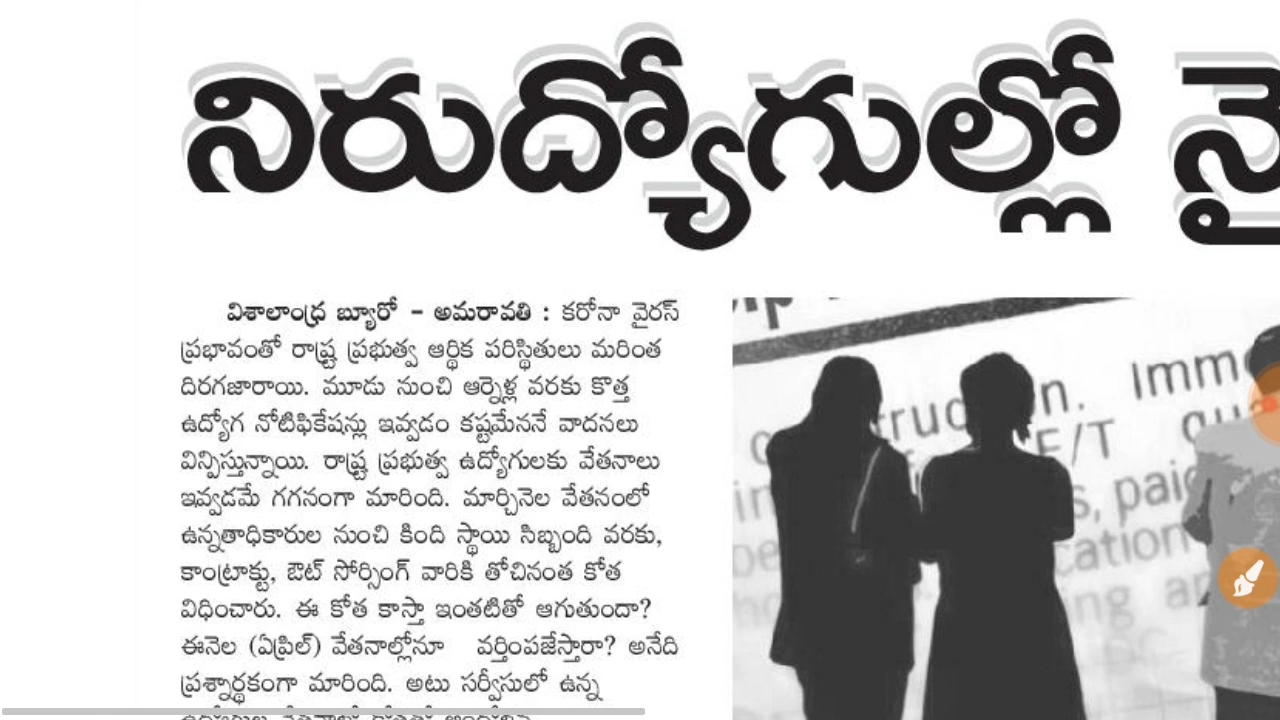 నిరుద్యోగుల్లో
విశాలాంధ్ర బ్యూరో - అమరావతి : కరోనా వైరస్
ప్రభావంతో రాష్ట్ర ప్రభుత్వ ఆర్థిక పరిస్థితులు మరింత
దిరగజారాయి. మూడు నుంచి ఆర్నెళ్ల వరకు కొత్త
ఉద్యోగ నోటిఫికేషన్లు ఇవ్వడం కష్టమేననే వాదనలు
విన్పిస్తున్నాయి. రాష్ట్ర ప్రభుత్వ ఉద్యోగులకు వేతనాలు
ఇవ్వడమే గగనంగా మారింది. మార్చినెల వేతనంలో
ఉన్నతాధికారుల నుంచి కింది స్థాయి సిబ్బంది వరకు,
కాంట్రాక్టు, ఔట్ సోర్సింగ్ వారికి తోచినంత కోత
విధించారు. ఈ కోత కాస్తా ఇంతటితో ఆగుతుందా?
ఈనెల (ఏప్రిల్) వేతనాల్లోనూ వర్తింపజేస్తారా? అనేది
ప్రశ్నార్థకంగా మారింది. అటు సర్వీసులో ఉన్న